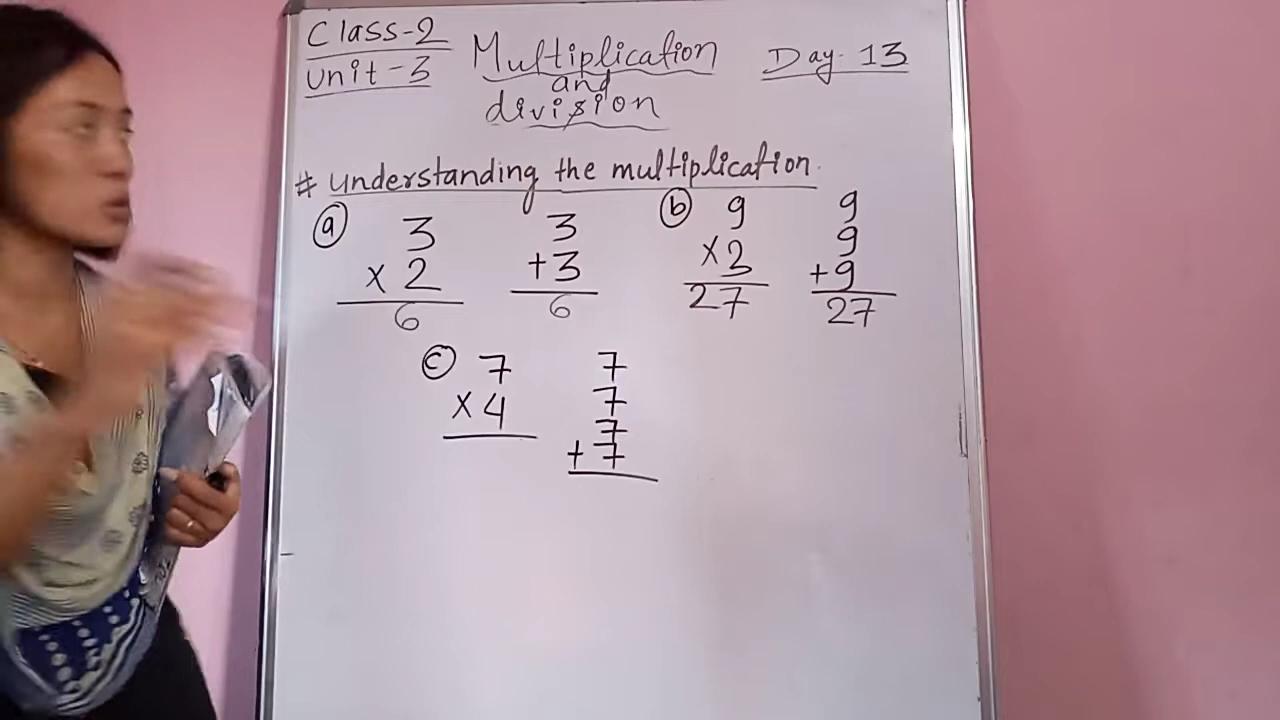 Class-2
Unit-3
Multiplication
and
division
Day-13
# Understanding the multiplication.
(a) 3 × 2 = 6
3 + 3 = 6
(b) 9
× 3
27
9
9
+ 9
27
(c) 7
× 4
7
7
7
+ 7